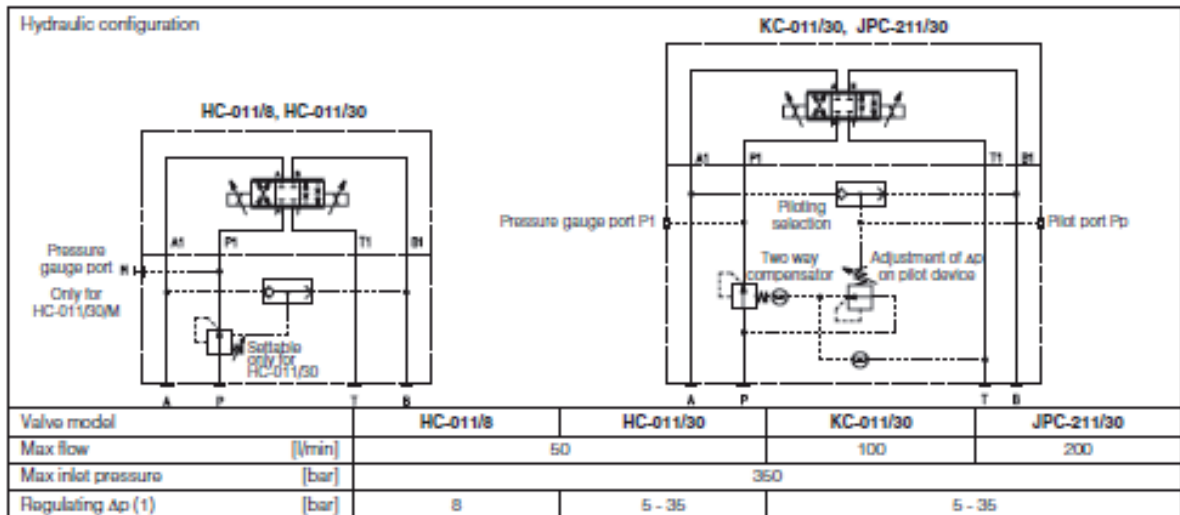 Hydraulic configuration
KC-011/30, JPC-211/30
HC-011/8, HC-011/30
A1 P1 T1 B1
Pressure gauge port P1
Piloting selection
Pilot port Pp
Two way compensator
Adjustment of Δp on pilot device
A P T B
A1 P1 T1 B1
Pressure gauge port
M
Only for HC-011/30/M
Settable only for HC-011/30
A P T B
Valve model HC-011/8 HC-011/30 KC-011/30 JPC-211/30
Max flow [l/min] 50 100 200
Max inlet pressure [bar] 350
Regulating Δp (1) [bar] 8 5 - 35 5 - 35